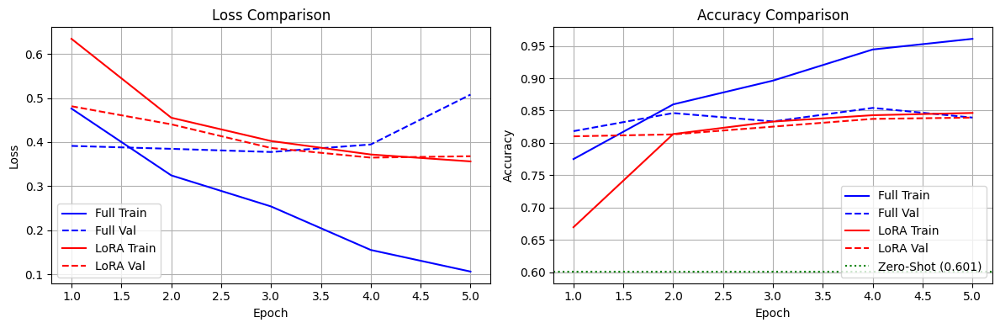 Loss Comparison
Loss
0.6
0.5
0.4
0.3
0.2
0.1
Full Train
Full Val
LoRA Train
LoRA Val
1.0 1.5 2.0 2.5 3.0 3.5 4.0 4.5 5.0
Epoch
Accuracy Comparison
Accuracy
0.95
0.90
0.85
0.80
0.75
0.70
0.65
0.60
Full Train
Full Val
LoRA Train
LoRA Val
Zero-Shot (0.601)
1.0 1.5 2.0 2.5 3.0 3.5 4.0 4.5 5.0
Epoch